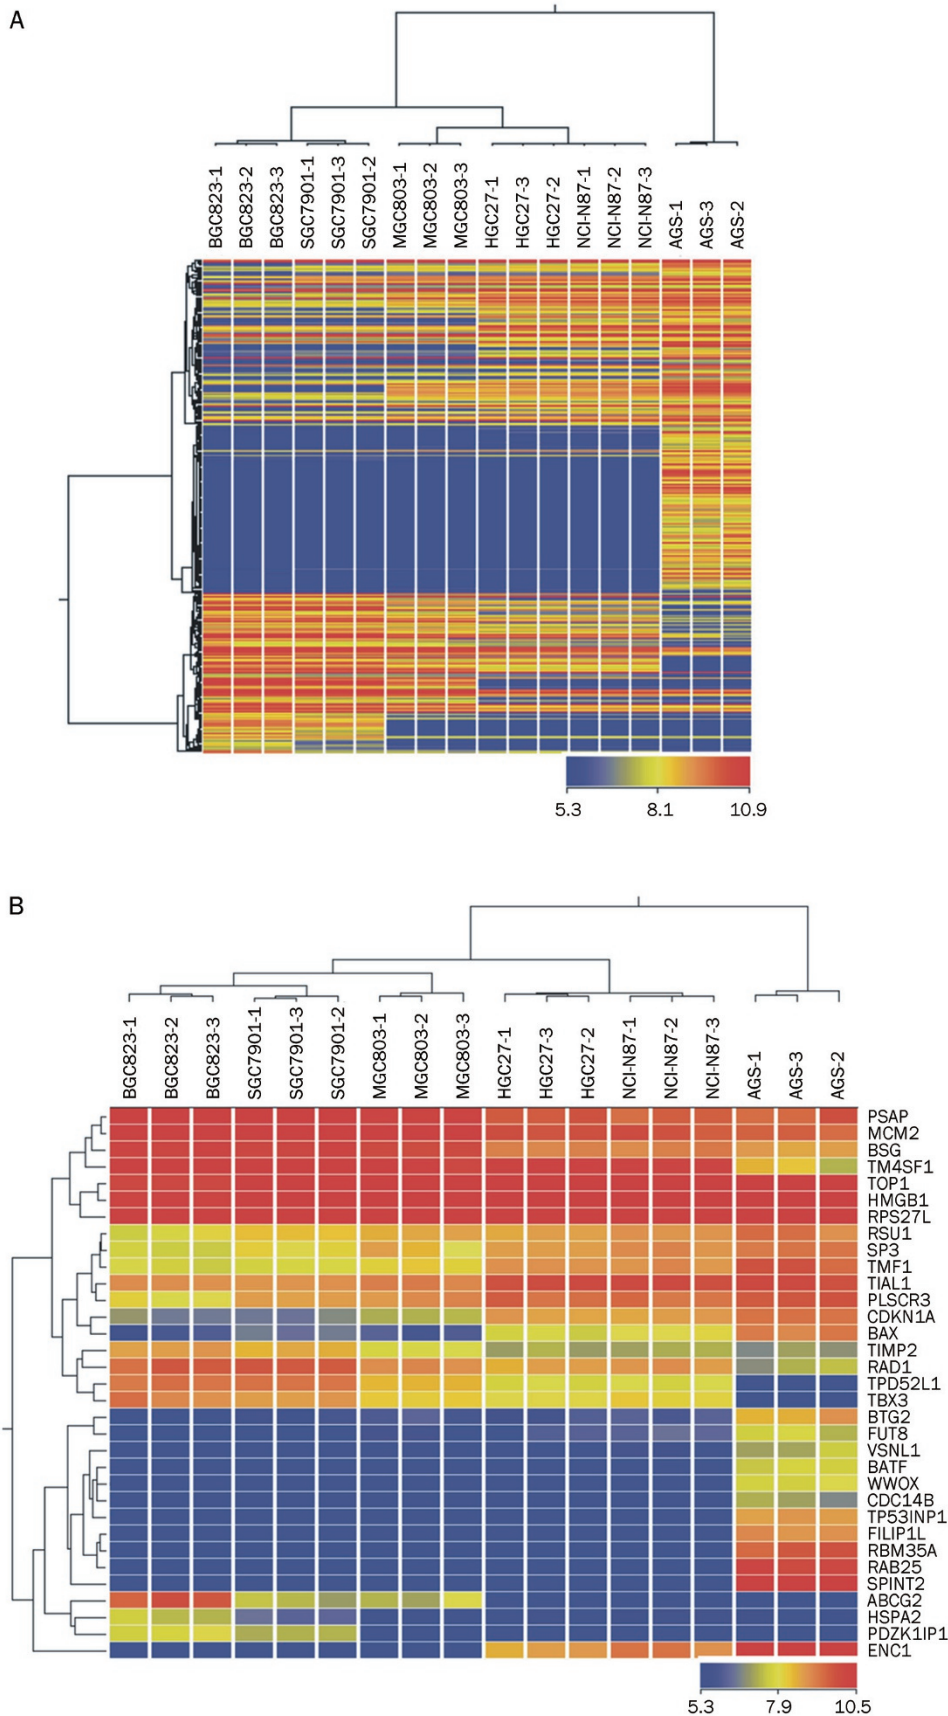 A
BGC823-1
BGC823-2
BGC823-3
SGC7901-1
SGC7901-3
SGC7901-2
MGC803-1
MGC803-2
MGC803-3
HGC27-1
HGC27-3
HGC27-2
NCI-N87-1
NCI-N87-2
NCI-N87-3
AGS-1
AGS-3
AGS-2
5.3 8.1 10.9
B
BGC823-1
BGC823-2
BGC823-3
SGC7901-1
SGC7901-3
SGC7901-2
MGC803-1
MGC803-2
MGC803-3
HGC27-1
HGC27-3
HGC27-2
NCI-N87-1
NCI-N87-2
NCI-N87-3
AGS-1
AGS-3
AGS-2
PSAP
MCM2
BSG
TM4SF1
TOP1
HMGB1
RPS27L
RSU1
SP3
TMF1
TIAL1
PLSCR3
CDKN1A
BAX
TIMP2
RAD1
TPD52L1
TBX3
BTG2
FUT8
VSNL1
BATF
WWOX
CDC14B
TP53INP1
FILIP1L
RBM35A
RAB25
SPINT2
ABCG2
HSPA2
PDZK1IP1
ENC1
5.3 7.9 10.5